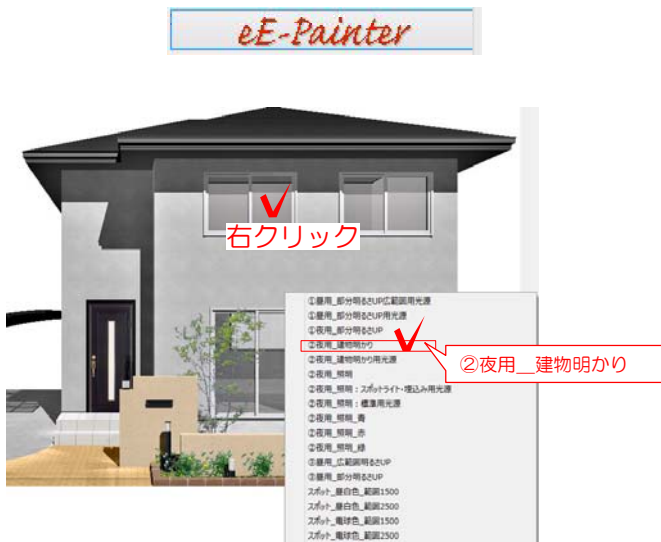 eE-Painter
右クリック
①昼用_部分明るさUP広範囲用光源
①昼用_部分明るさUP用光源
①夜用_部分明るさUP
②夜用_建物明かり
②夜用_建物明かり用光源
②夜用_照明
②夜用_照明：スポットライト・埋込み用光源
②夜用_照明：標準用光源
②夜用_照明_青
②夜用_照明_赤
②夜用_照明_緑
③昼用_広範囲明るさUP
③昼用_部分明るさUP
スポット_昼白色_範囲1500
スポット_昼白色_範囲2500
スポット_電球色_範囲1500
スポット_電球色_範囲2500
②夜用__建物明かり